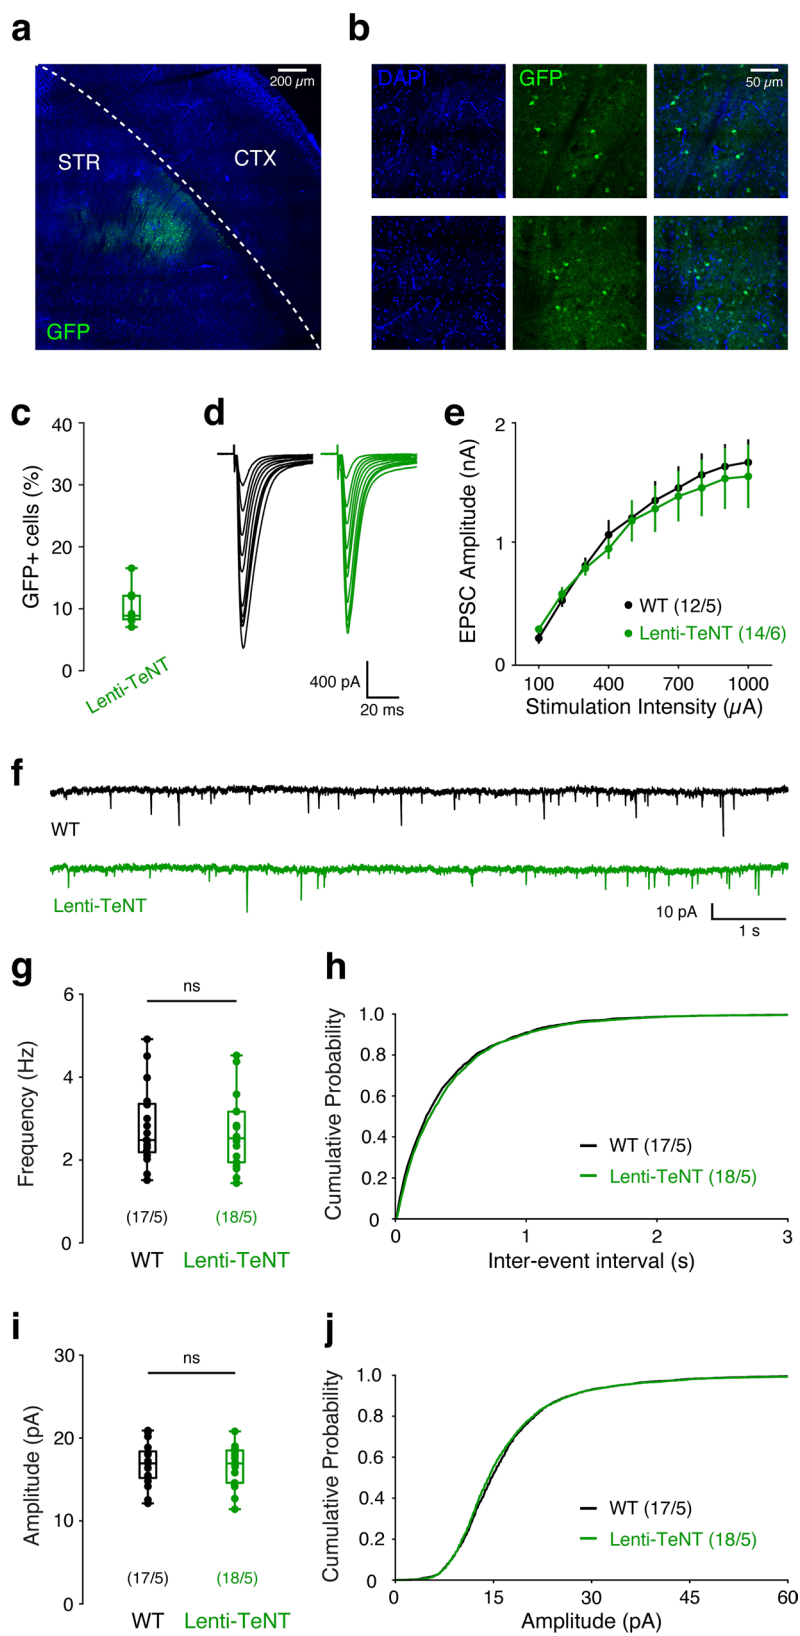 a
200 µm
STR
CTX
GFP
b
DAPI
GFP
50 µm
c
GFP+ cells (%)
40
30
20
10
0
Lenti-TeNT
d
400 pA
20 ms
e
EPSC Amplitude (nA)
2
1
0
WT (12/5)
Lenti-TeNT (14/6)
100 400 700 1000
Stimulation Intensity (µA)
f
WT
Lenti-TeNT
10 pA
1 s
g
Frequency (Hz)
6
4
2
0
ns
(17/5) (18/5)
WT Lenti-TeNT
h
Cumulative Probability
1.0
0.8
0.6
0.4
0.2
0
WT (17/5)
Lenti-TeNT (18/5)
0 1 2 3
Inter-event interval (s)
i
Amplitude (pA)
30
20
10
0
ns
(17/5) (18/5)
WT Lenti-TeNT
j
Cumulative Probability
1.0
0.8
0.6
0.4
0.2
0
WT (17/5)
Lenti-TeNT (18/5)
0 15 30 45 60
Amplitude (pA)